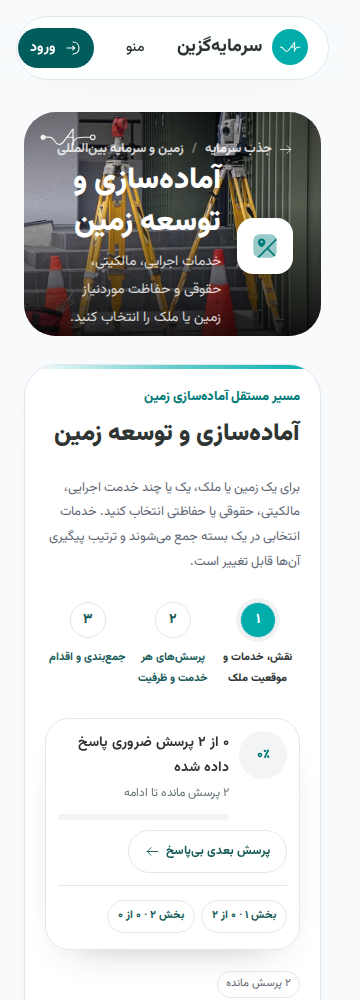 سرمایه‌گزین
منو
ورود
جذب سرمایه / زمین و سرمایه بین‌المللی
آماده‌سازی و
توسعه زمین
خدمات اجرایی، مالکیتی،
حقوقی و حفاظت موردنیاز
زمین یا ملک را انتخاب کنید.
مسیر مستقل آماده‌سازی زمین
آماده‌سازی و توسعه زمین
برای یک زمین یا ملک، یک یا چند خدمت اجرایی،
مالکیتی، حقوقی یا حفاظتی انتخاب کنید. خدمات
انتخابی در یک بسته جمع می‌شوند و ترتیب پیگیری
آن‌ها قابل تغییر است.
۱
نقش، خدمات و
موقعیت ملک
۲
پرسش‌های هر
خدمت و ظرفیت
۳
جمع‌بندی و اقدام
۰٪
۰ از ۲ پرسش ضروری پاسخ
داده شده
۲ پرسش مانده تا ادامه
پرسش بعدی بی‌پاسخ
بخش ۱ · ۰ از ۲
بخش ۲ · ۰ از ۰
۲ پرسش مانده